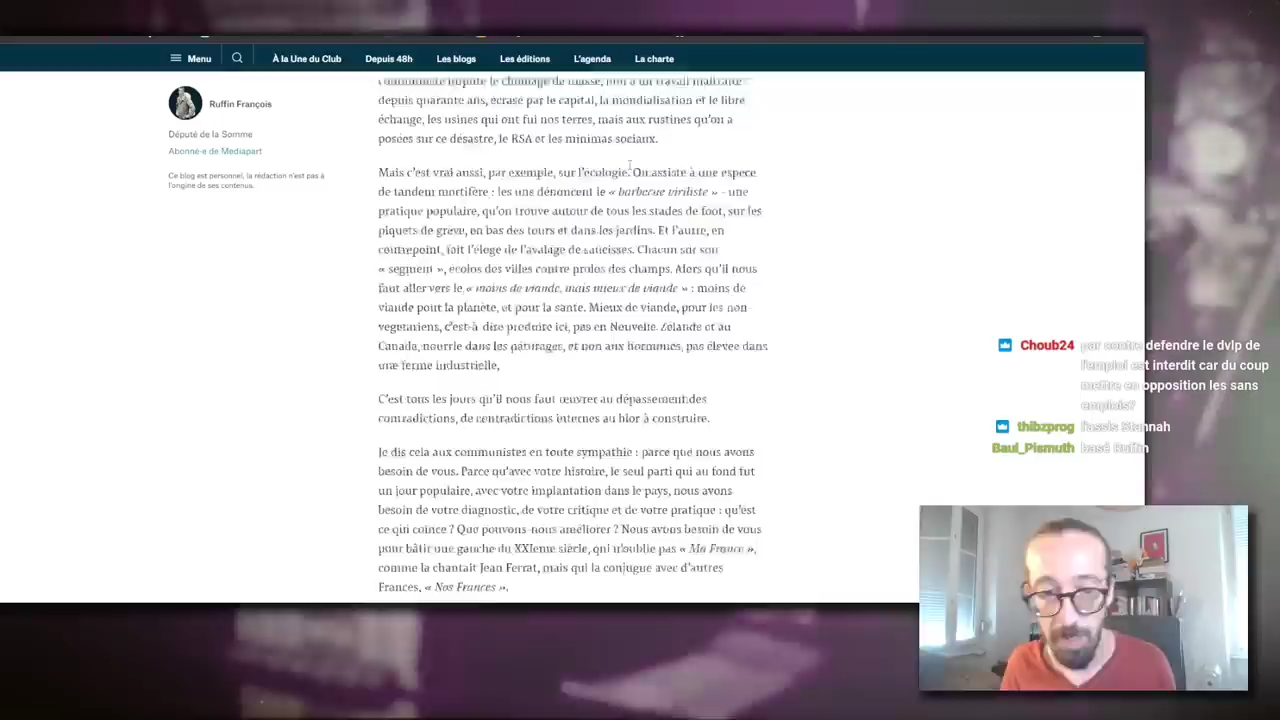 Menu
À la Une du Club
Depuis 48h
Les blogs
Les éditions
L'agenda
La charte
Ruffin François
Député de la Somme
Abonné·e de Mediapart
Ce blog est personnel, la rédaction n'est pas à
l'origine de ses contenus.
le chômage de masse, non à un travail maltraité
depuis quarante ans, écrasé par le capital, la mondialisation et le libre
échange, les usines qui ont fui nos terres, mais aux rustines qu'on a
posées sur ce désastre, le RSA et les minimas sociaux.
Mais c'est vrai aussi, par exemple, sur l'écologie. On assiste à une espèce
de tandem mortifère : les uns dénoncent le « barbecue viriliste » - une
pratique populaire, qu'on trouve autour de tous les stades de foot, sur les
piquets de grève, en bas des tours et dans les jardins. Et l'autre, en
contrepoint, fait l'éloge de l'avalage de saucisses. Chacun sur son
« segment », écolos des villes contre prolos des champs. Alors qu'il nous
faut aller vers le « moins de viande, mais mieux de viande » : moins de
viande pour la planète, et pour la santé. Mieux de viande, pour les non-
végétariens, c'est-à-dire produire ici, pas en Nouvelle-Zélande et au
Canada, nourrie dans les pâturages, et non aux hormones, pas élevée dans
une ferme industrielle,
C'est tous les jours qu'il nous faut œuvrer au dépassement des
contradictions, de contradictions internes au bloc à construire.
Je dis cela aux communistes en toute sympathie : parce que nous avons
besoin de vous. Parce qu'avec votre histoire, le seul parti qui au fond fut
un jour populaire, avec votre implantation dans le pays, nous avons
besoin de votre diagnostic, de votre critique et de votre pratique : qu'est
ce qui coince ? Que pouvons-nous améliorer ? Nous avons besoin de vous
pour bâtir une gauche du XXIeme siècle, qui n'oublie pas « Ma France »,
comme la chantait Jean Ferrat, mais qui la conjugue avec d'autres
Frances, « Nos Frances ».
Choub24 par contre defendre le dvlp de
l'emploi est interdit car du coup
mettre en opposition les sans
emplois?
thibzprog l'assis Stannah
Baul_Pismuth basé Ruffin